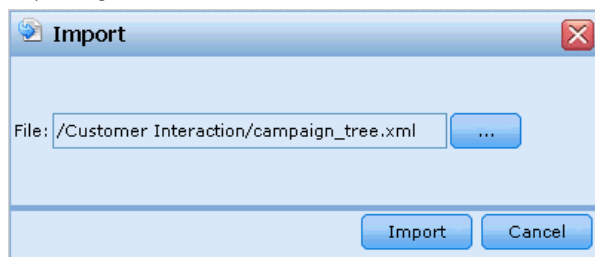 Import
File: /Customer Interaction/campaign_tree.xml ...
Import Cancel